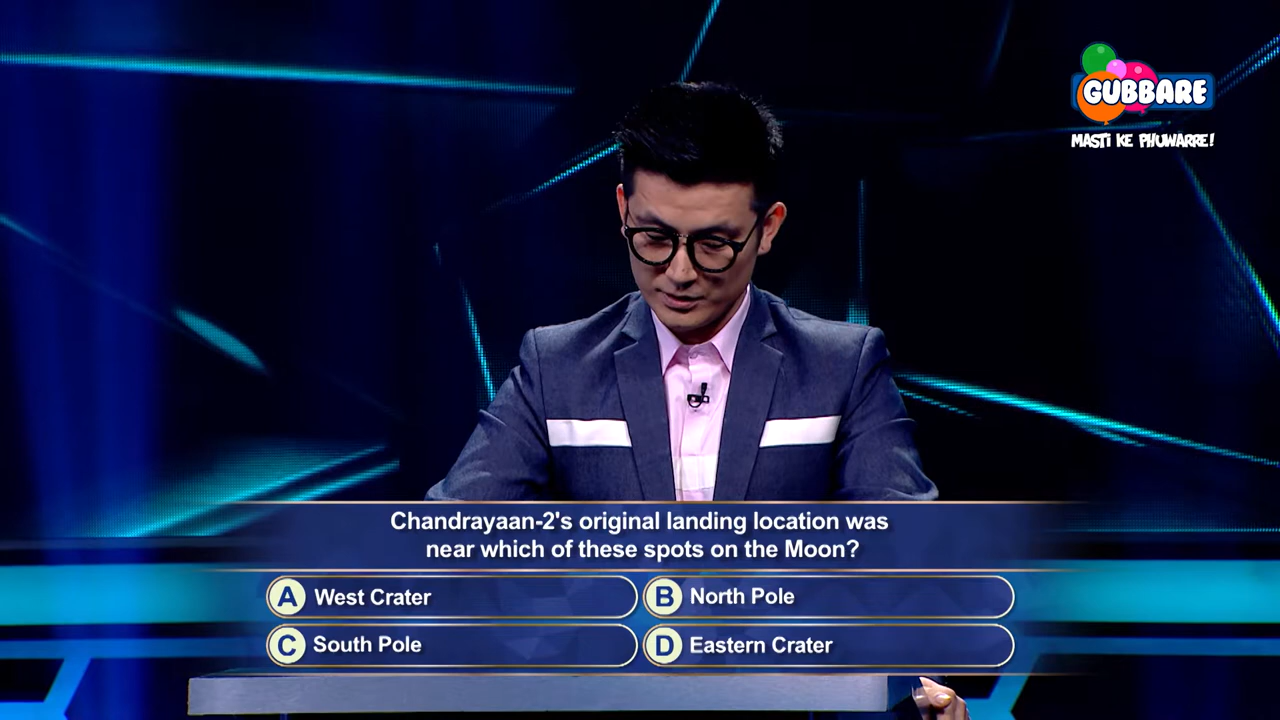 GUBBARE
MASTI KE PHUWARRE!
Chandrayaan-2's original landing location was
near which of these spots on the Moon?
A West Crater
B North Pole
C South Pole
D Eastern Crater